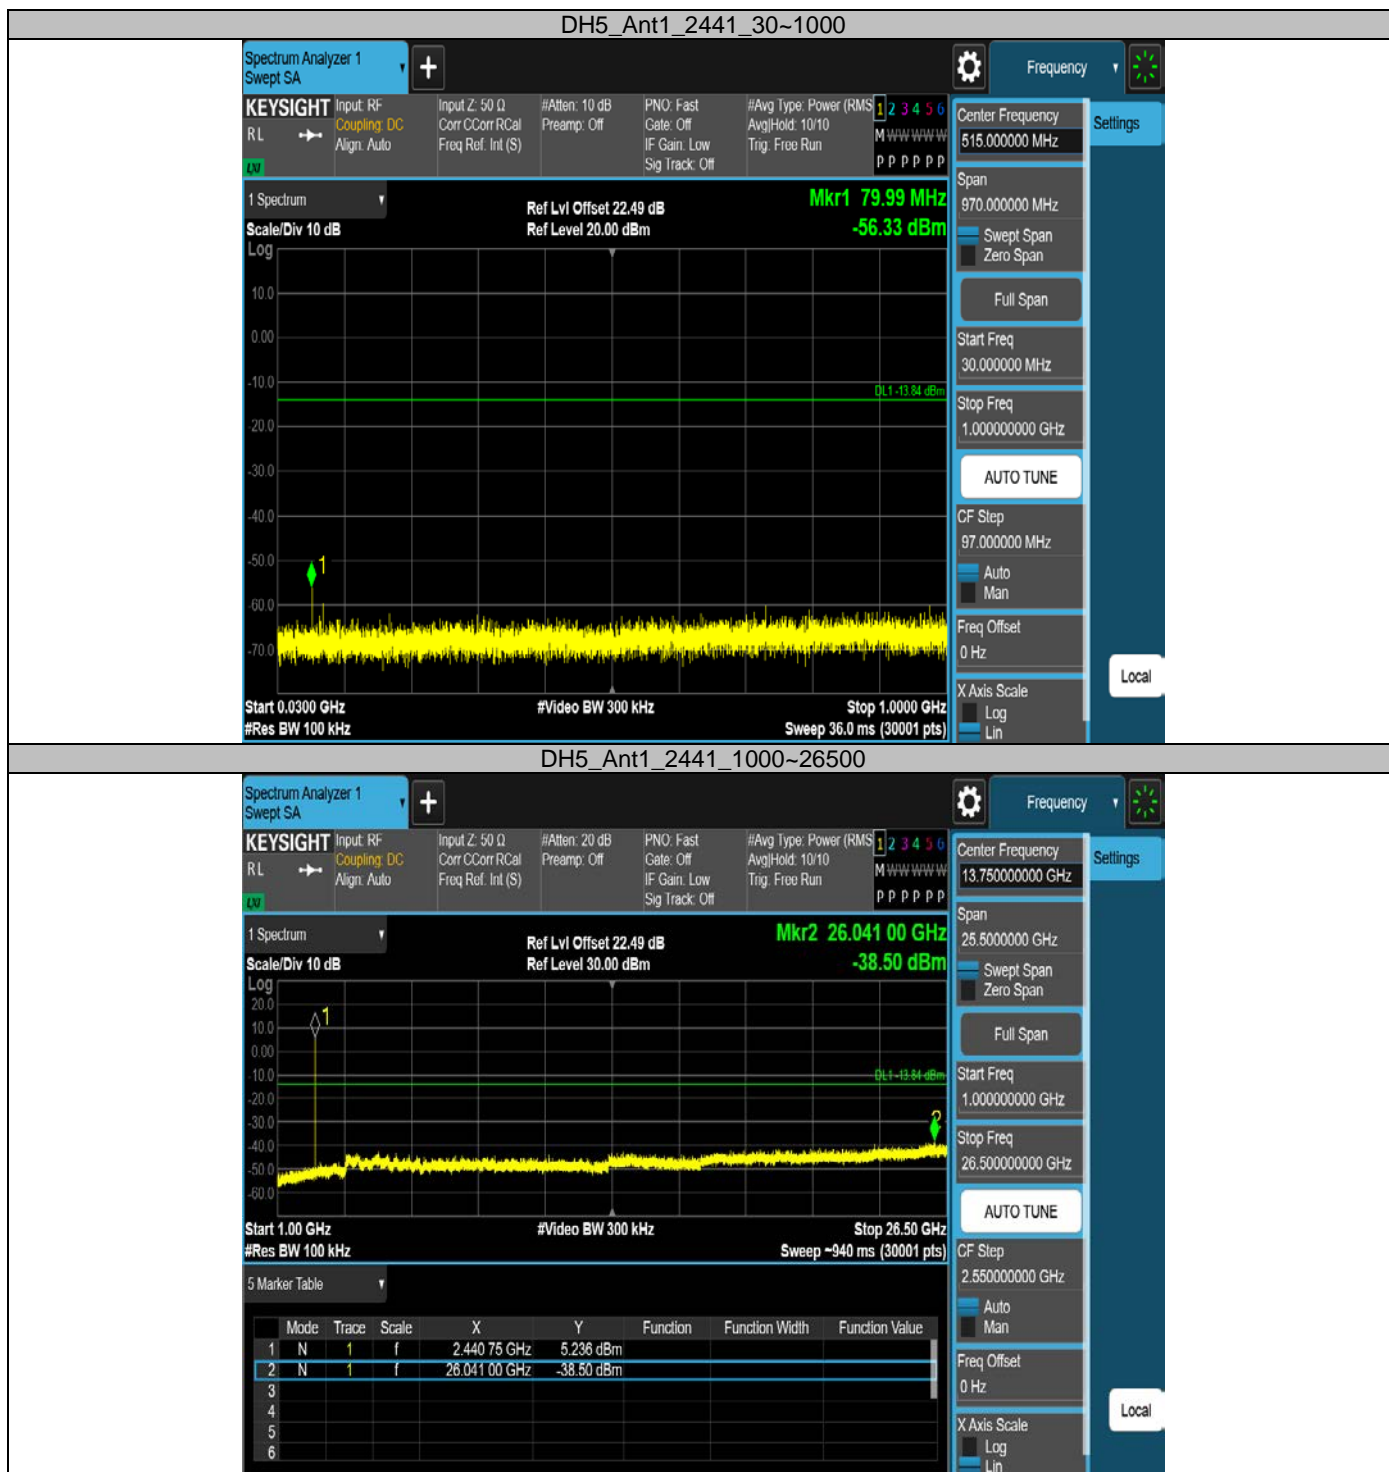 DH5_Ant1_2441_30~1000
Spectrum Analyzer 1
Swept SA
+
Frequency
KEYSIGHT
RL
LXI
Input: RF
Coupling: DC
Align: Auto
Input Z: 50 Ω
Corr CCorr RCal
Freq Ref: Int (S)
#Atten: 10 dB
Preamp: Off
PNO: Fast
Gate: Off
IF Gain: Low
Sig Track: Off
#Avg Type: Power (RMS
Avg|Hold: 10/10
Trig: Free Run
1 2 3 4 5 6
M W W W W W
P P P P P P
Center Frequency
515.000000 MHz
Settings
Span
970.000000 MHz
Swept Span
Zero Span
Full Span
Start Freq
30.000000 MHz
Stop Freq
1.000000000 GHz
AUTO TUNE
CF Step
97.000000 MHz
Auto
Man
Freq Offset
0 Hz
X Axis Scale
Log
Lin
Local
1 Spectrum
Scale/Div 10 dB
Log
Ref Lvl Offset 22.49 dB
Ref Level 20.00 dBm
Mkr1 79.99 MHz
-56.33 dBm
10.0
0.00
-10.0
DL1 -13.84 dBm
-20.0
-30.0
-40.0
-50.0
1
-60.0
-70.0
Start 0.0300 GHz
#Video BW 300 kHz
Stop 1.0000 GHz
#Res BW 100 kHz
Sweep 36.0 ms (30001 pts)
DH5_Ant1_2441_1000~26500
Spectrum Analyzer 1
Swept SA
+
Frequency
KEYSIGHT
RL
LXI
Input: RF
Coupling: DC
Align: Auto
Input Z: 50 Ω
Corr CCorr RCal
Freq Ref: Int (S)
#Atten: 20 dB
Preamp: Off
PNO: Fast
Gate: Off
IF Gain: Low
Sig Track: Off
#Avg Type: Power (RMS
Avg|Hold: 10/10
Trig: Free Run
1 2 3 4 5 6
M W W W W W
P P P P P P
Center Frequency
13.750000000 GHz
Settings
Span
25.5000000 GHz
Swept Span
Zero Span
Full Span
Start Freq
1.000000000 GHz
Stop Freq
26.500000000 GHz
AUTO TUNE
CF Step
2.550000000 GHz
Auto
Man
Freq Offset
0 Hz
X Axis Scale
Log
Lin
Local
1 Spectrum
Scale/Div 10 dB
Log
Ref Lvl Offset 22.49 dB
Ref Level 30.00 dBm
Mkr2 26.041 00 GHz
-38.50 dBm
20.0
10.0
1
0.00
-10.0
DL1 -13.84 dBm
-20.0
-30.0
2
-40.0
-50.0
-60.0
Start 1.00 GHz
#Video BW 300 kHz
Stop 26.50 GHz
#Res BW 100 kHz
Sweep ~940 ms (30001 pts)
5 Marker Table
Mode Trace Scale X Y Function Function Width Function Value
1 N 1 f 2.440 75 GHz 5.236 dBm
2 N 1 f 26.041 00 GHz -38.50 dBm
3
4
5
6